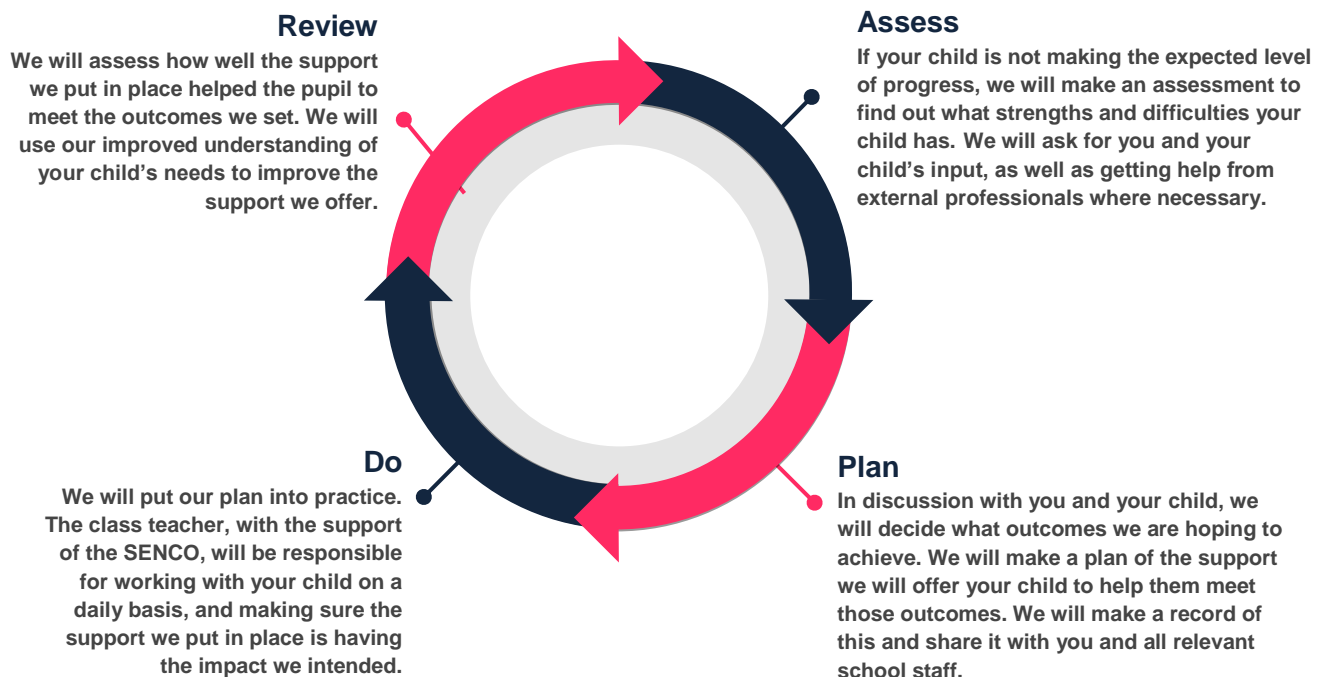 Review
We will assess how well the support
we put in place helped the pupil to
meet the outcomes we set. We will
use our improved understanding of
your child’s needs to improve the
support we offer.
Assess
If your child is not making the expected level
of progress, we will make an assessment to
find out what strengths and difficulties your
child has. We will ask for you and your
child’s input, as well as getting help from
external professionals where necessary.
Do
We will put our plan into practice.
The class teacher, with the support
of the SENCO, will be responsible
for working with your child on a
daily basis, and making sure the
support we put in place is having
the impact we intended.
Plan
In discussion with you and your child, we
will decide what outcomes we are hoping to
achieve. We will make a plan of the support
we will offer your child to help them meet
those outcomes. We will make a record of
this and share it with you and all relevant
school staff.